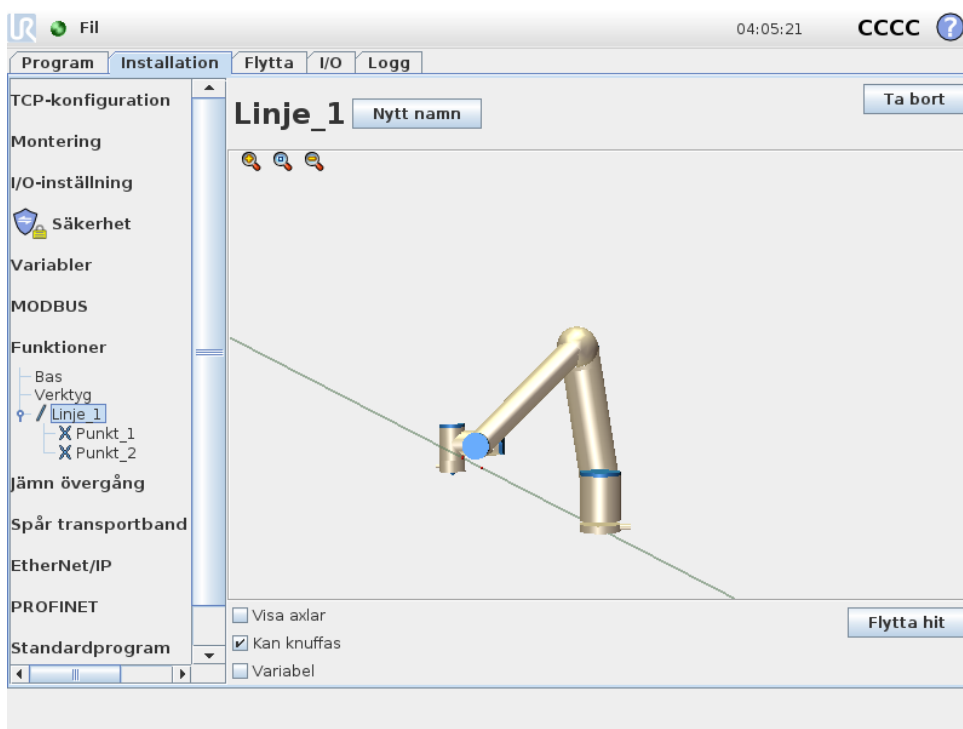 UR Fil 04:05:21 CCCC ?
Program Installation Flytta I/O Logg
TCP-konfiguration
Montering
I/O-inställning
Säkerhet
Variabler
MODBUS
Funktioner
Bas
Verktyg
Linje_1
Punkt_1
Punkt_2
Jämn övergång
Spår transportband
EtherNet/IP
PROFINET
Standardprogram
Linje_1 Nytt namn Ta bort
Visa axlar
Kan knuffas
Variabel
Flytta hit